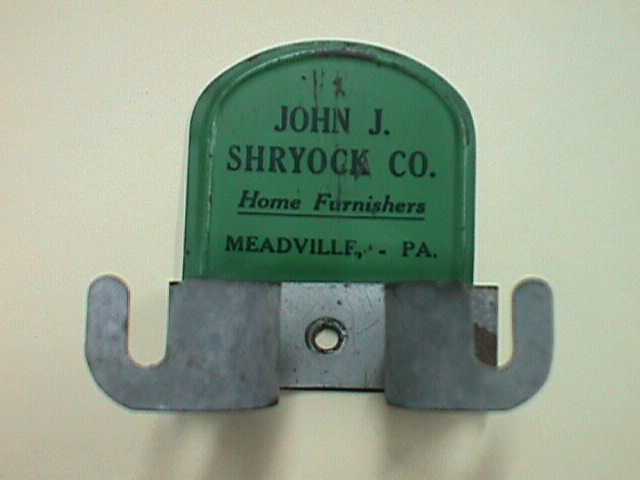 JOHN J.
SHRYOCK CO.
Home Furnishers
MEADVILLE, - PA.